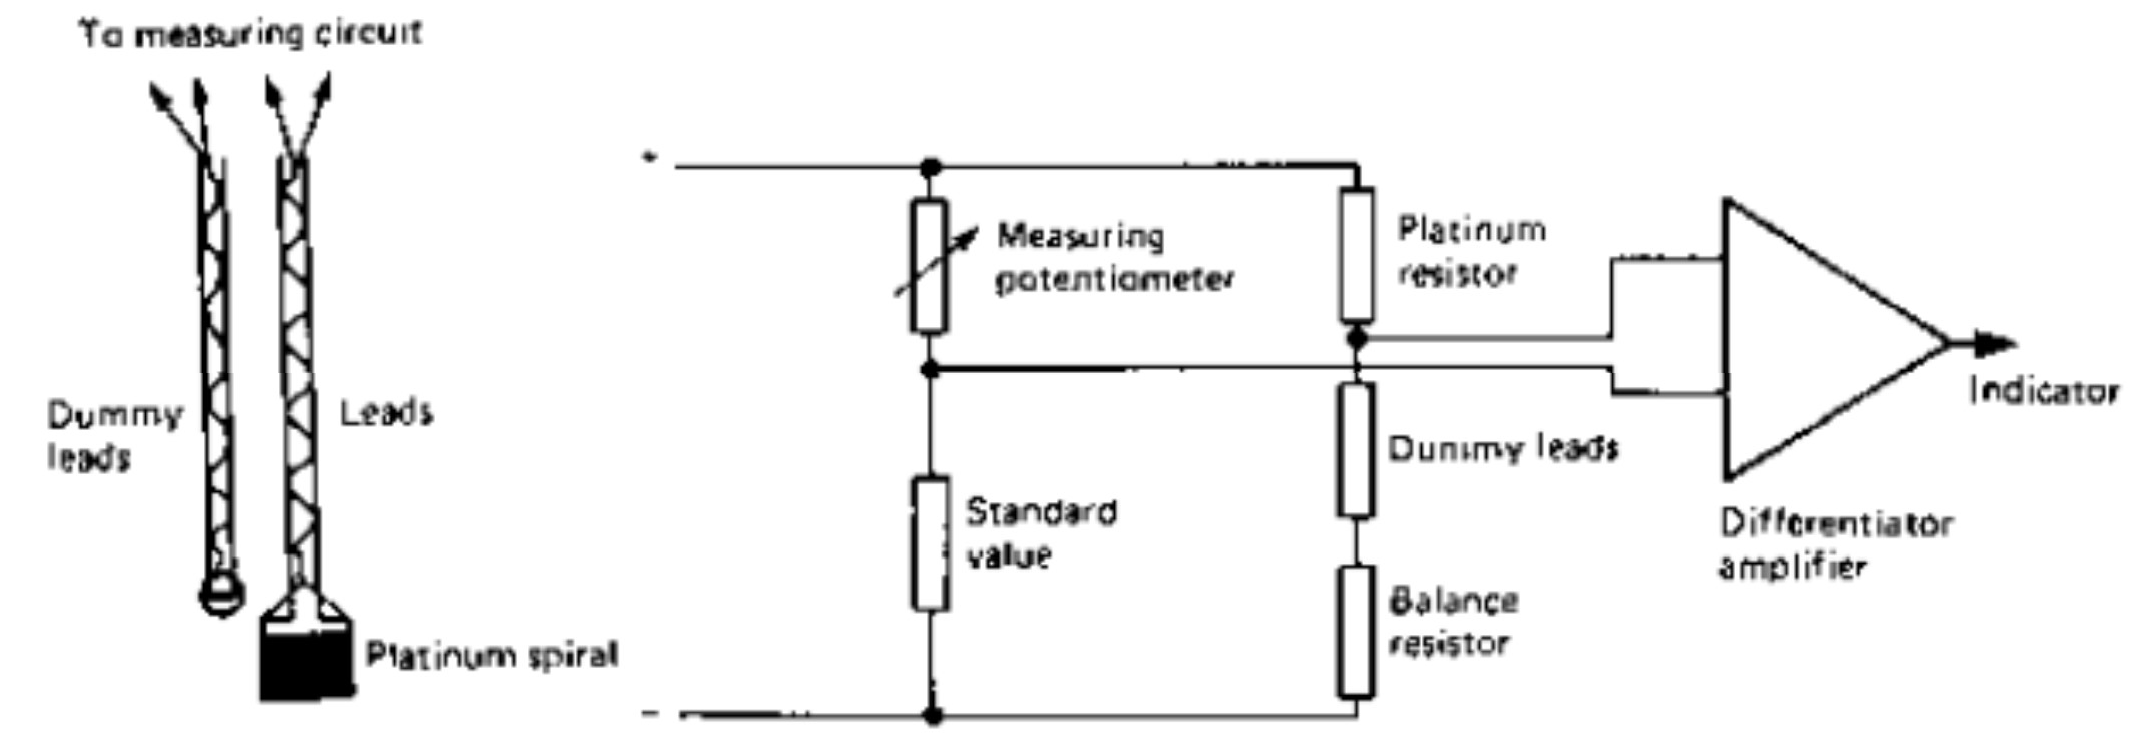 To measuring circuit
Dummy
leads
Leads
Platinum spiral
+
Measuring
potentiometer
Platinum
resistor
Dummy leads
Standard
value
Balance
resistor
-
Indicator
Differentiator
amplifier